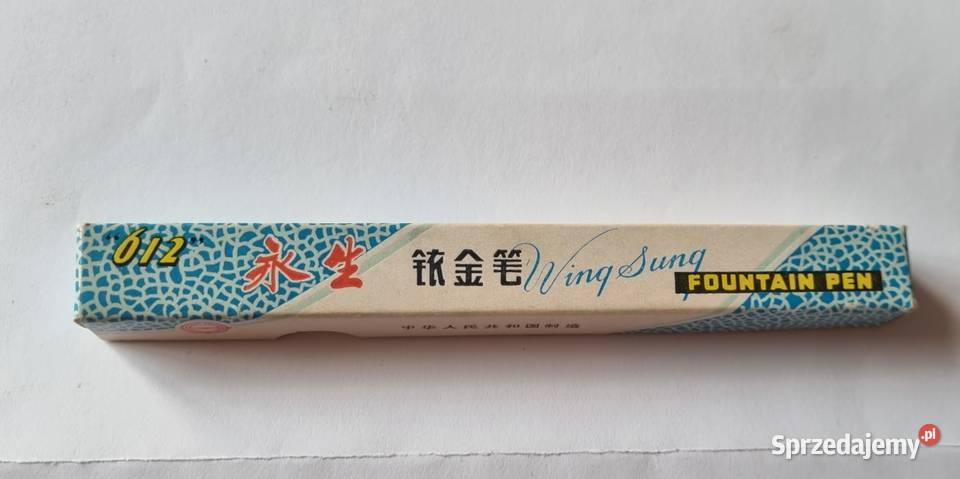 "612"
永生 铱金笔 Wing Sung
FOUNTAIN PEN
中华人民共和国制造
Sprzedajemy.pl